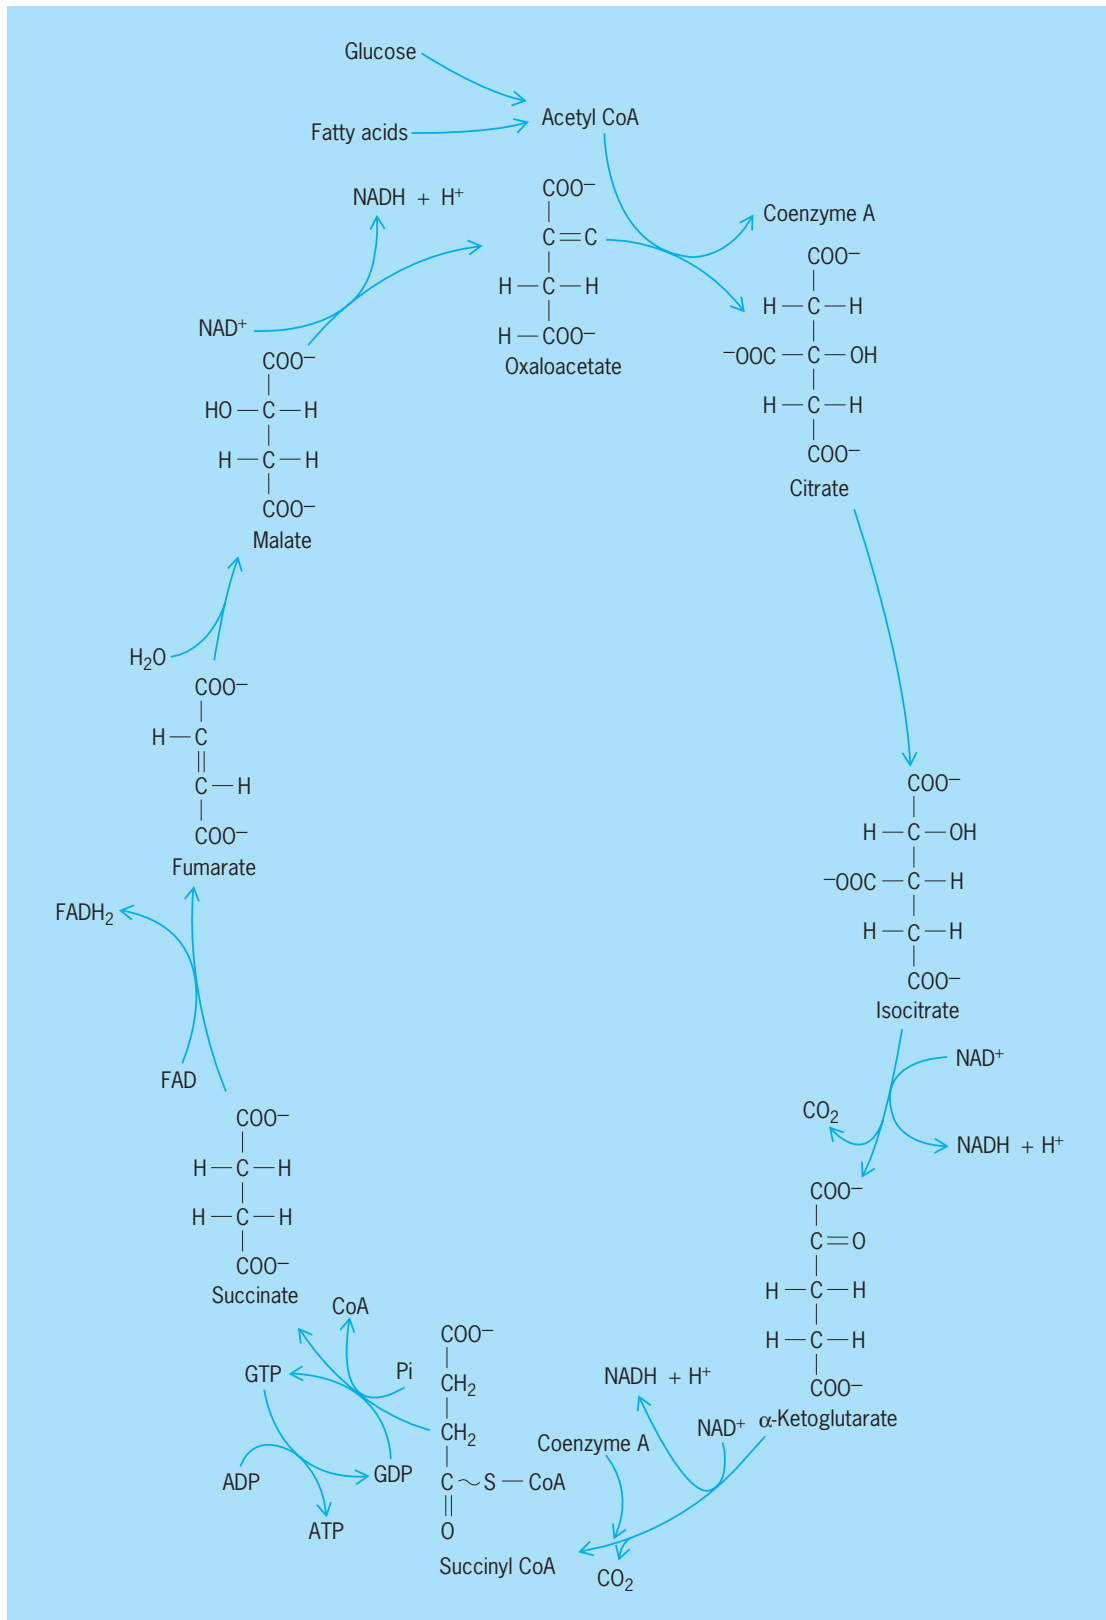 Glucose
Fatty acids
Acetyl CoA
NADH + H⁺
COO⁻
C=C
H—C—H
H—COO⁻
Oxaloacetate
Coenzyme A
COO⁻
H—C—H
⁻OOC—C—OH
H—C—H
COO⁻
Citrate
NAD⁺
COO⁻
HO—C—H
H—C—H
COO⁻
Malate
H₂O
COO⁻
H—C
C—H
COO⁻
Fumarate
COO⁻
H—C—OH
⁻OOC—C—H
H—C—H
COO⁻
Isocitrate
FADH₂
FAD
NAD⁺
CO₂
NADH + H⁺
COO⁻
H—C—H
H—C—H
COO⁻
Succinate
COO⁻
C=O
H—C—H
H—C—H
COO⁻
α-Ketoglutarate
CoA
GTP
Pi
ADP
GDP
ATP
COO⁻
CH₂
CH₂
C~S—CoA
O
Succinyl CoA
NADH + H⁺
NAD⁺
Coenzyme A
CO₂